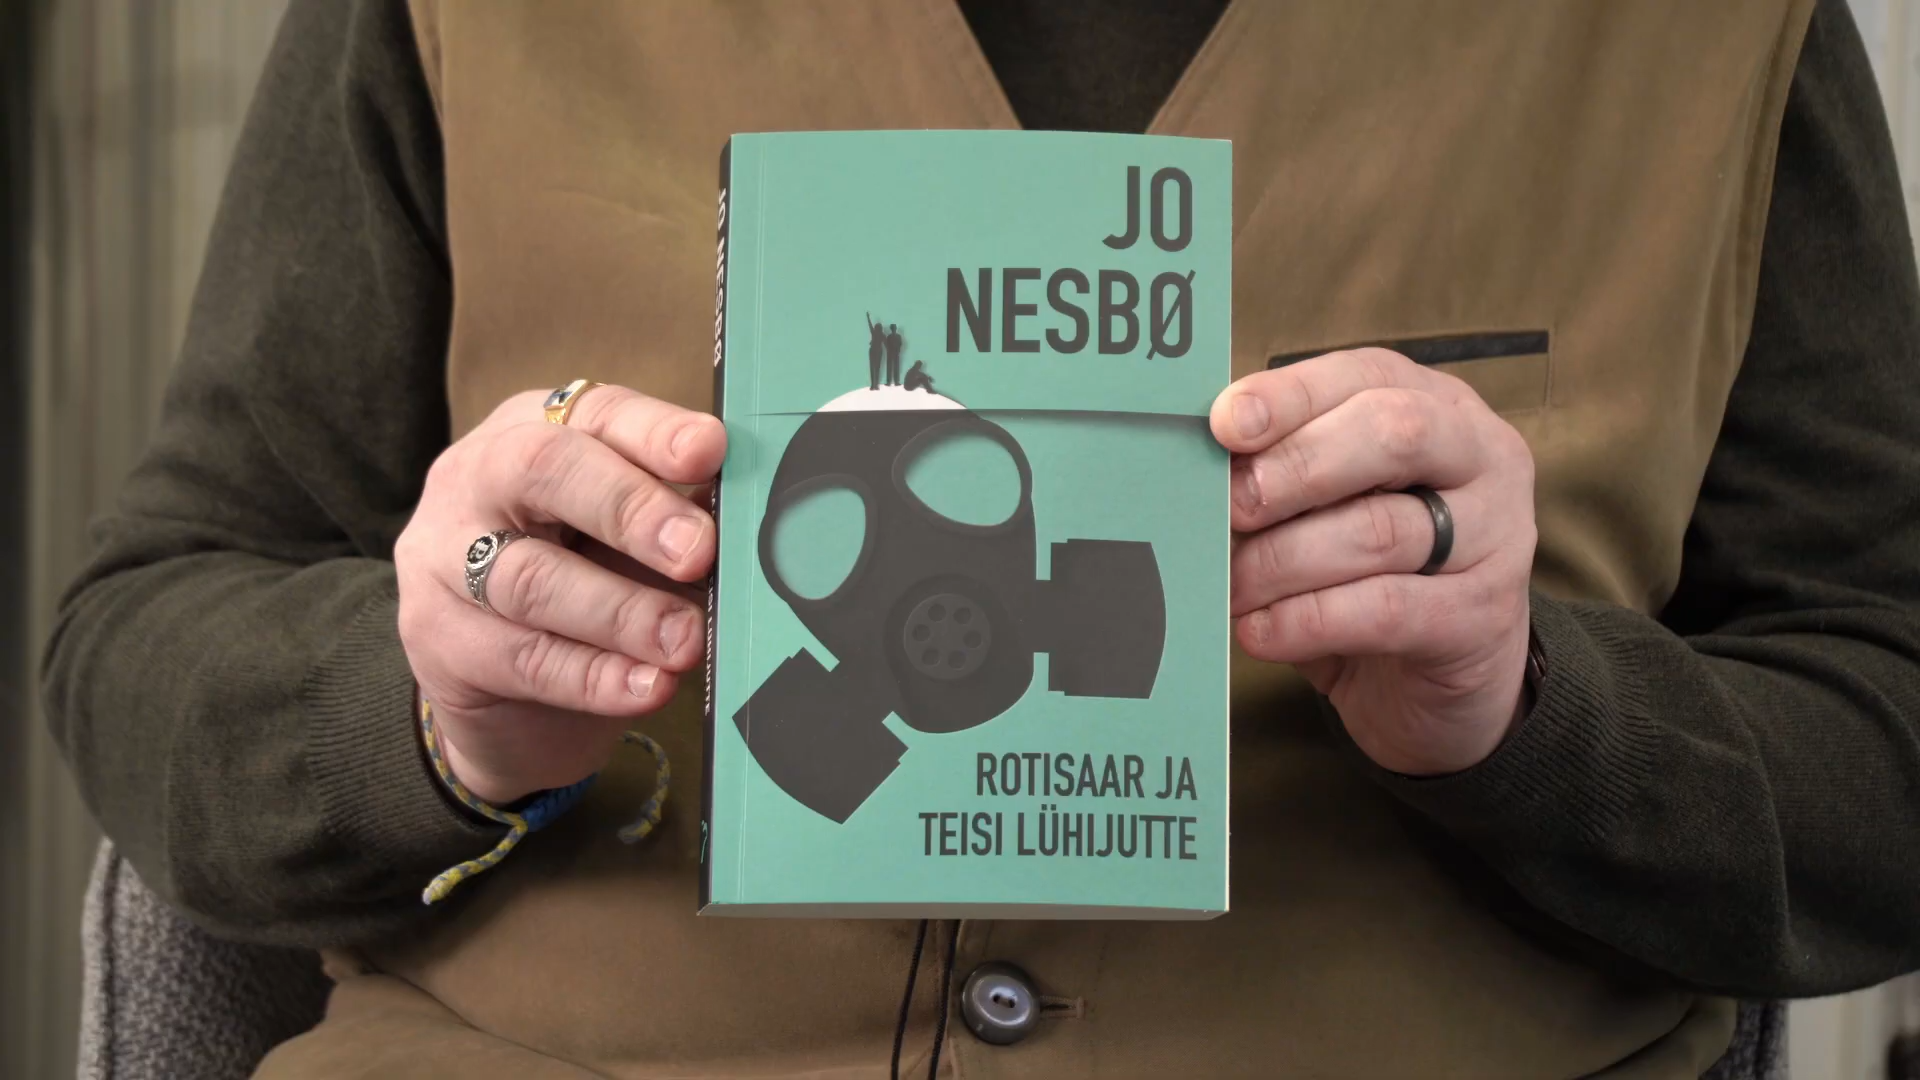 JO
NESBØ
ROTISAAR JA
TEISI LÜHIJUTTE
JO NESBØ